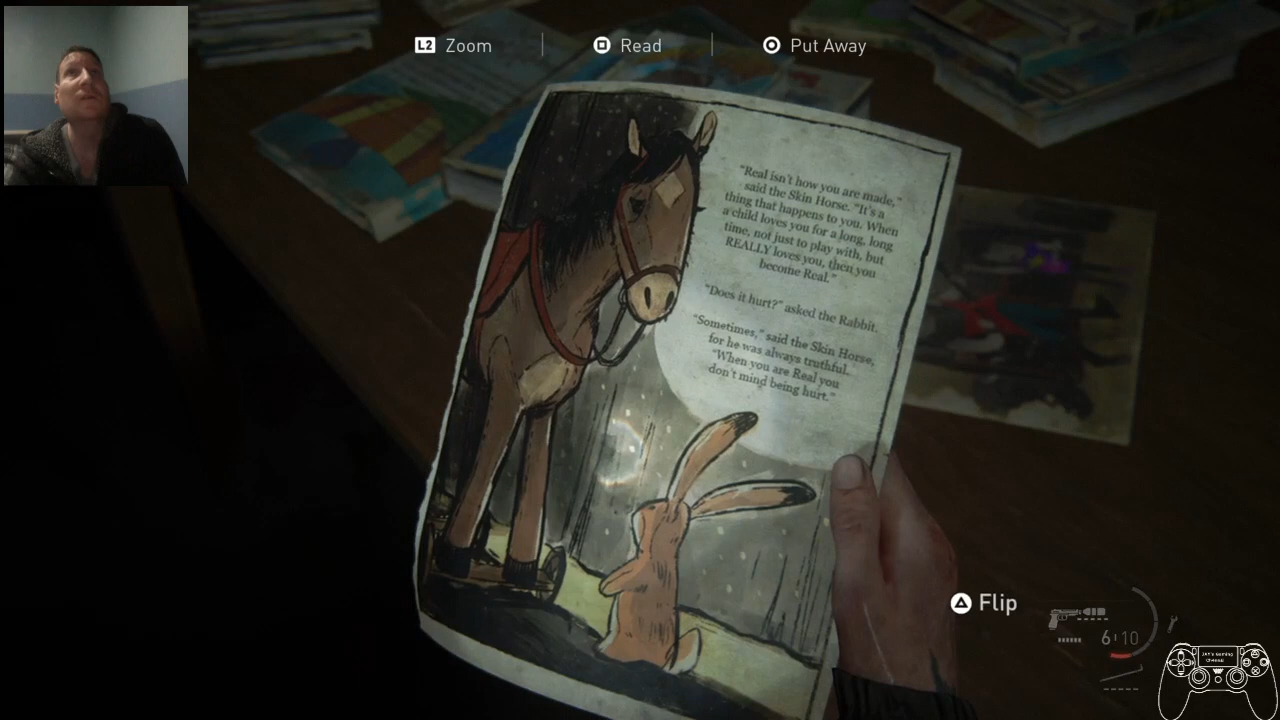 L2 Zoom
Read
Put Away
"Real isn't how you are made,"
said the Skin Horse. "It's a
thing that happens to you. When
a child loves you for a long, long
time, not just to play with, but
REALLY loves you, then you
become Real."
"Does it hurt?" asked the Rabbit.
"Sometimes," said the Skin Horse,
for he was always truthful.
"When you are Real you
don't mind being hurt."
Flip
6 10
JAY's Gaming
Channel